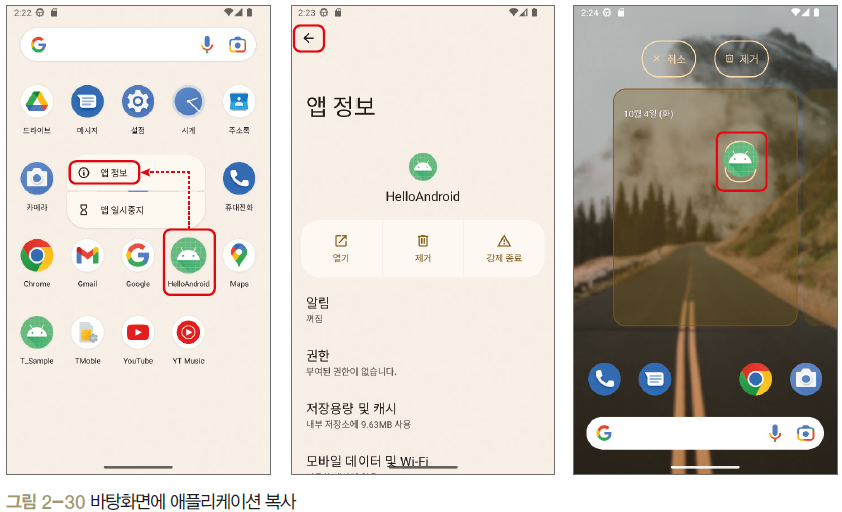 2:22
드라이브
메시지
설정
시계
주소록
앱 정보
카메라
휴대전화
앱 일시중지
Chrome
Gmail
Google
HelloAndroid
Maps
T_Sample
TMoble
YouTube
YT Music
2:23
앱 정보
HelloAndroid
열기
제거
강제 종료
알림
꺼짐
권한
부여된 권한이 없습니다.
저장용량 및 캐시
내부 저장소에 9.63MB 사용
모바일 데이터 및 Wi-Fi
2:24
× 취소
제거
10월 4일 (화)
그림 2-30 바탕화면에 애플리케이션 복사